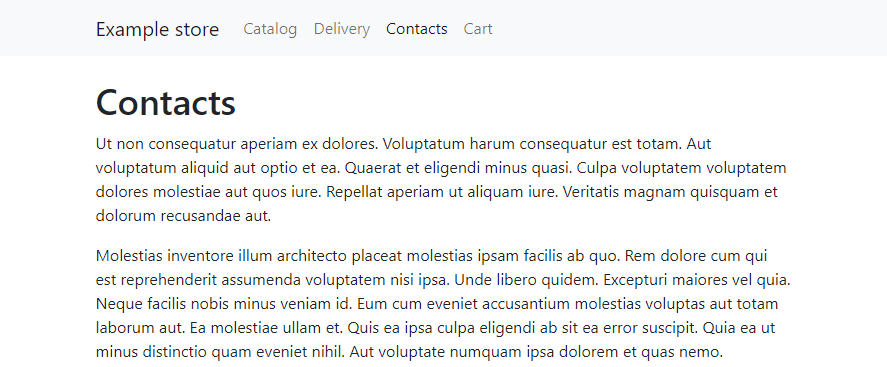 Example store Catalog Delivery Contacts Cart
Contacts
Ut non consequatur aperiam ex dolores. Voluptatum harum consequatur est totam. Aut
voluptatum aliquid aut optio et ea. Quaerat et eligendi minus quasi. Culpa voluptatem voluptatem
dolores molestiae aut quos iure. Repellat aperiam ut aliquam iure. Veritatis magnam quisquam et
dolorum recusandae aut.
Molestias inventore illum architecto placeat molestias ipsam facilis ab quo. Rem dolore cum qui
est reprehenderit assumenda voluptatem nisi ipsa. Unde libero quidem. Excepturi maiores vel quia.
Neque facilis nobis minus veniam id. Eum cum eveniet accusantium molestias voluptas aut totam
laborum aut. Ea molestiae ullam et. Quis ea ipsa culpa eligendi ab sit ea error suscipit. Quia ea ut
minus distinctio quam eveniet nihil. Aut voluptate numquam ipsa dolorem et quas nemo.